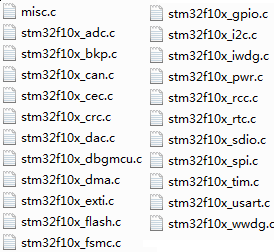 misc.c
stm32f10x_adc.c
stm32f10x_bkp.c
stm32f10x_can.c
stm32f10x_cec.c
stm32f10x_crc.c
stm32f10x_dac.c
stm32f10x_dbgmcu.c
stm32f10x_dma.c
stm32f10x_exti.c
stm32f10x_flash.c
stm32f10x_fsmc.c
stm32f10x_gpio.c
stm32f10x_i2c.c
stm32f10x_iwdg.c
stm32f10x_pwr.c
stm32f10x_rcc.c
stm32f10x_rtc.c
stm32f10x_sdio.c
stm32f10x_spi.c
stm32f10x_tim.c
stm32f10x_usart.c
stm32f10x_wwdg.c